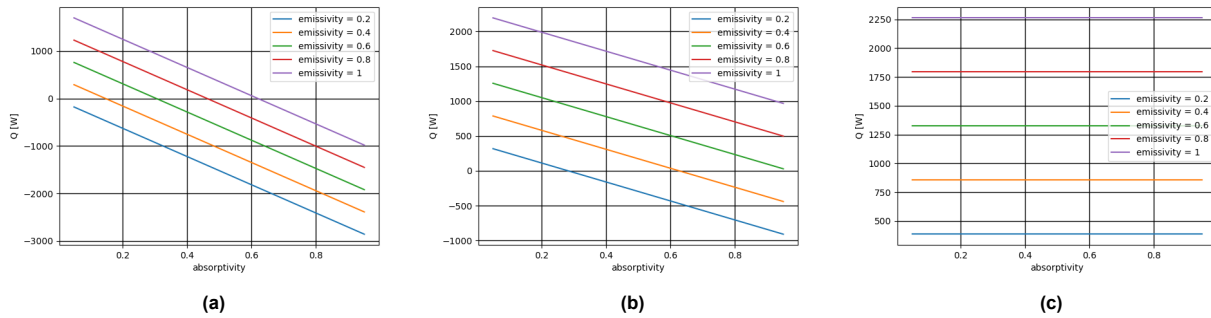 emissivity = 0.2
emissivity = 0.4
emissivity = 0.6
emissivity = 0.8
emissivity = 1
1000
0
−1000
−2000
−3000
Q [W]
0.2 0.4 0.6 0.8
absorptivity
(a)
emissivity = 0.2
emissivity = 0.4
emissivity = 0.6
emissivity = 0.8
emissivity = 1
2000
1500
1000
500
0
−500
−1000
Q [W]
0.2 0.4 0.6 0.8
absorptivity
(b)
2250
2000
1750
1500
1250
1000
750
500
Q [W]
emissivity = 0.2
emissivity = 0.4
emissivity = 0.6
emissivity = 0.8
emissivity = 1
0.2 0.4 0.6 0.8
absorptivity
(c)